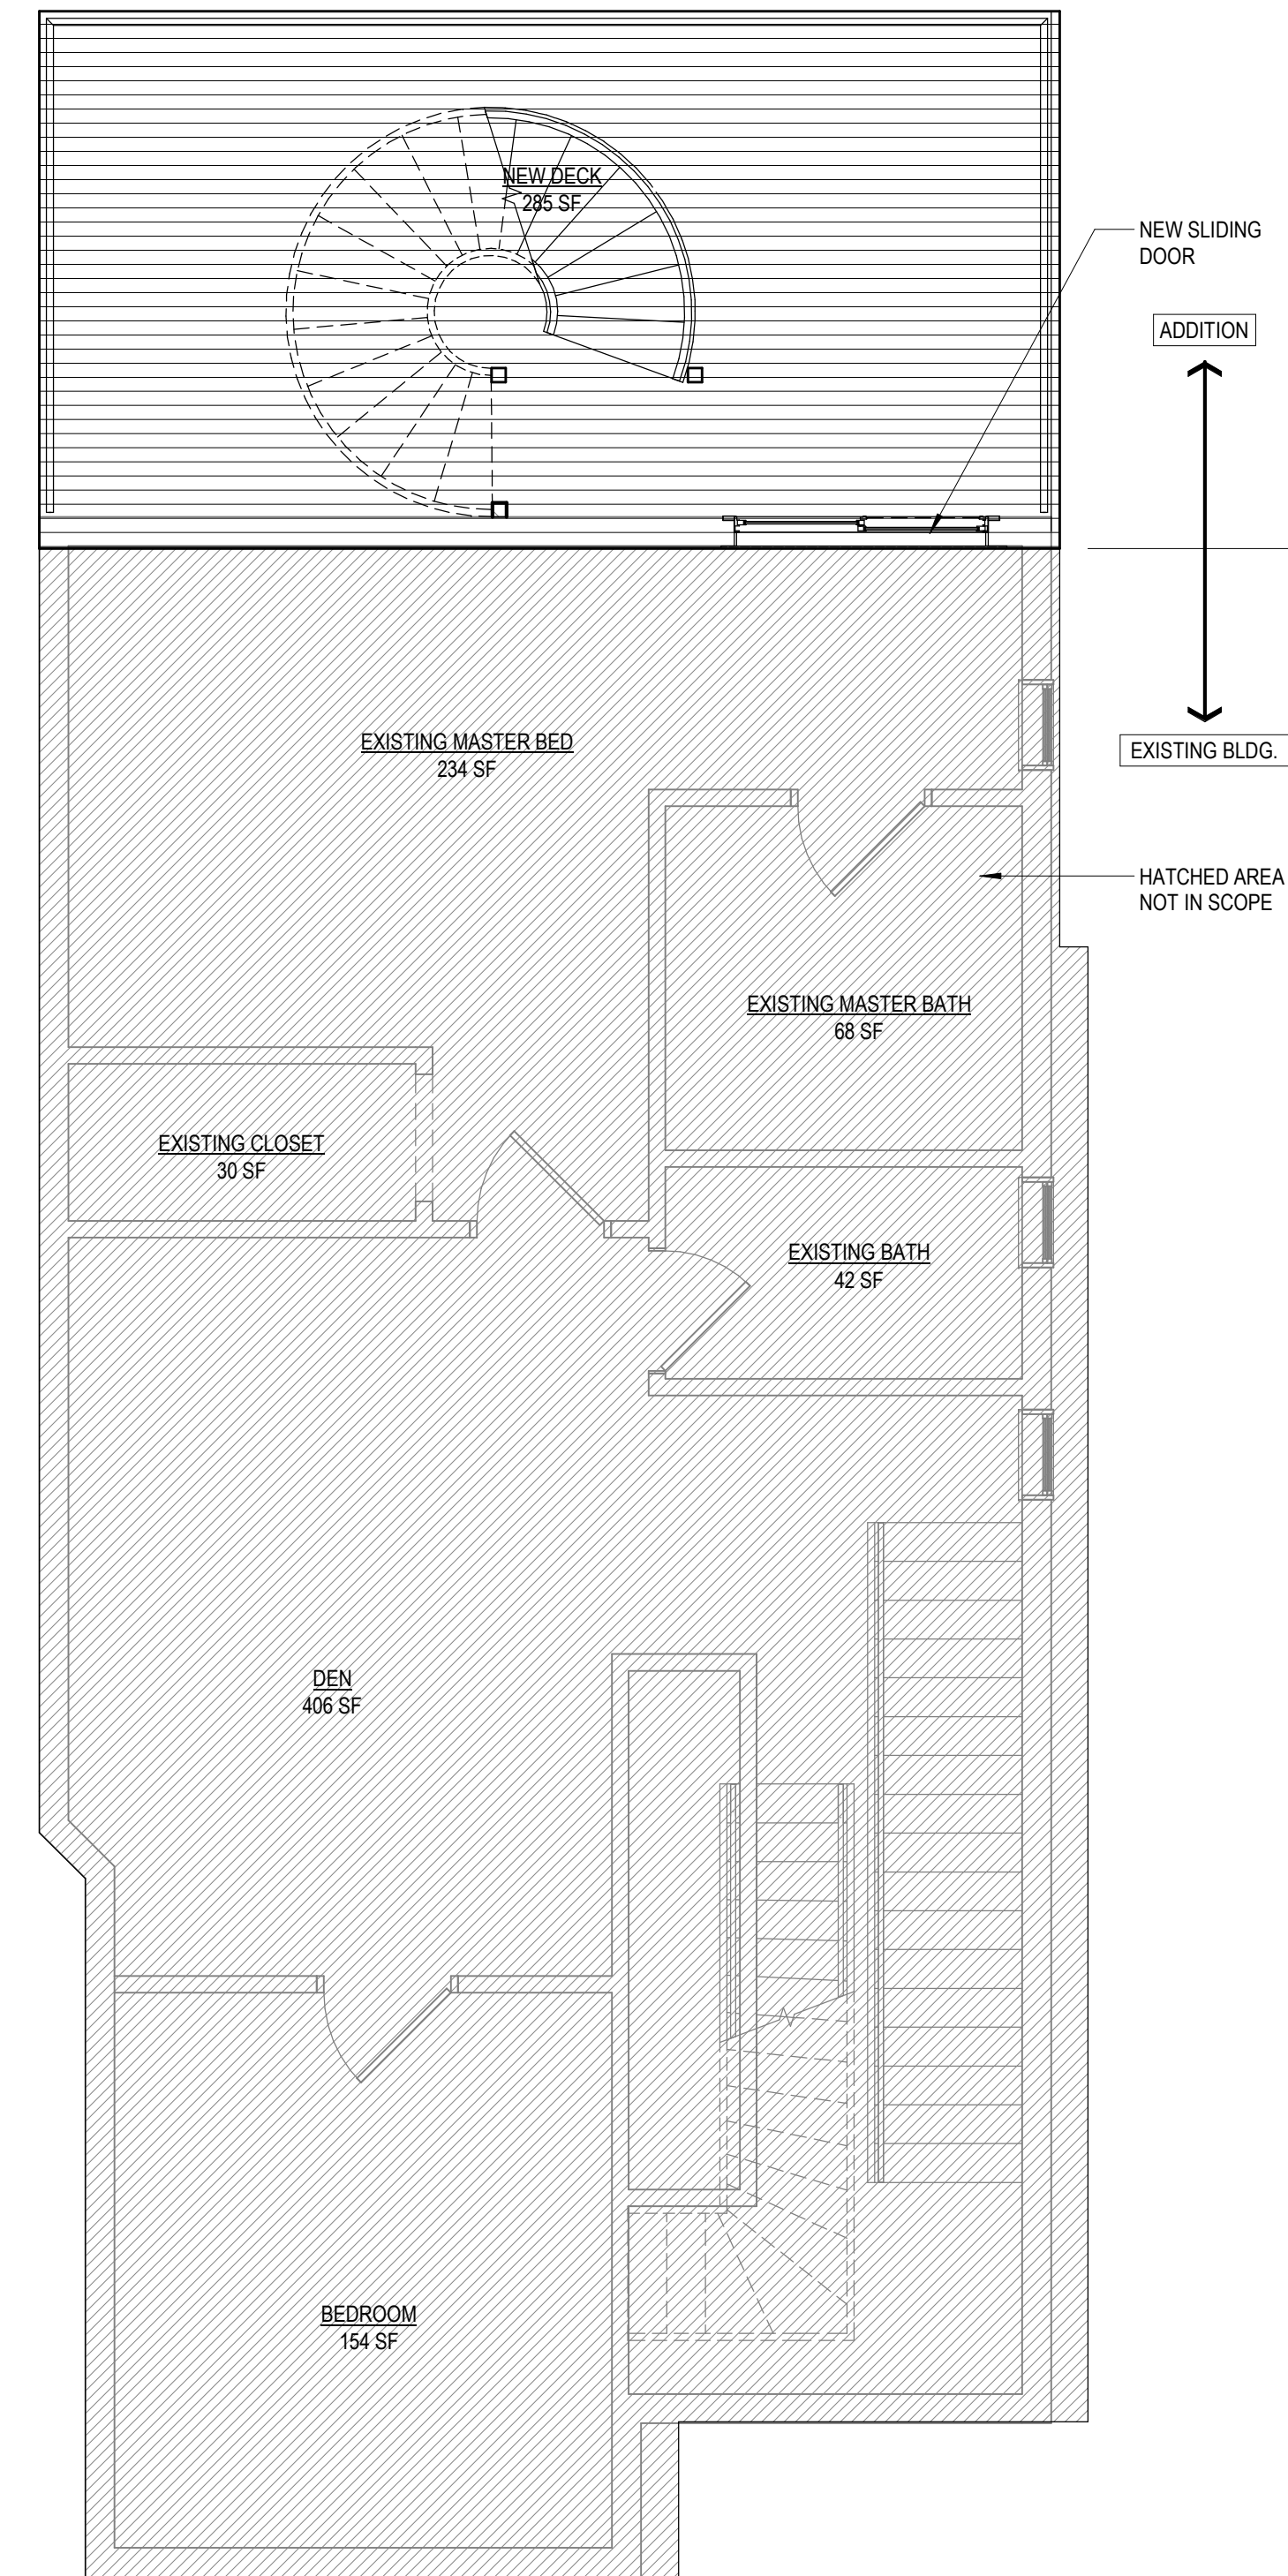 NEW DECK
285 SF
NEW SLIDING
DOOR
ADDITION
EXISTING MASTER BED
234 SF
EXISTING BLDG.
HATCHED AREA
NOT IN SCOPE
EXISTING MASTER BATH
68 SF
EXISTING CLOSET
30 SF
EXISTING BATH
42 SF
DEN
406 SF
BEDROOM
154 SF